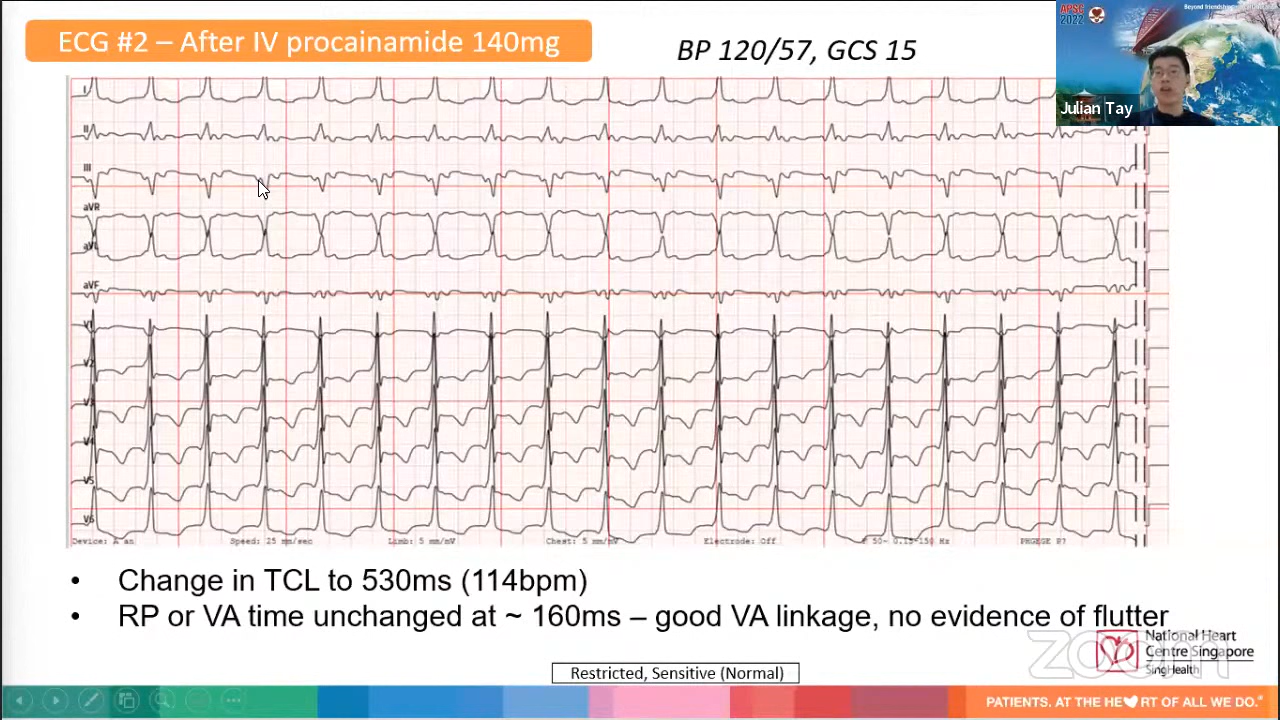 ECG #2 – After IV procainamide 140mg
BP 120/57, GCS 15
APSC
2022
Julian Tay
I
II
III
aVR
aVL
aVF
V1
V2
V3
V4
V5
V6
Speed: 25 mm/sec
Limb: 5 mm/mV
Chest: 5 mm/mV
Electrode: Off
• Change in TCL to 530ms (114bpm)
• RP or VA time unchanged at ~ 160ms – good VA linkage, no evidence of flutter
zoom
National Heart
Centre Singapore
SingHealth
Restricted, Sensitive (Normal)
PATIENTS. AT THE HE RT OF ALL WE DO.®